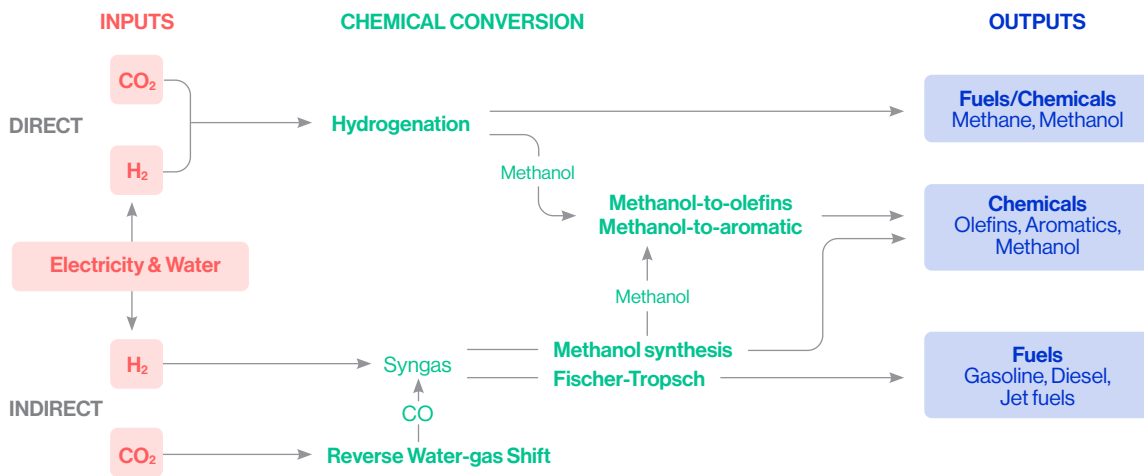 INPUTS
CHEMICAL CONVERSION
OUTPUTS
CO₂
DIRECT
Hydrogenation
Fuels/Chemicals
Methane, Methanol
H₂
Methanol
Methanol-to-olefins
Methanol-to-aromatic
Chemicals
Olefins, Aromatics,
Methanol
Electricity & Water
Methanol
H₂
Syngas
Methanol synthesis
Fischer-Tropsch
Fuels
Gasoline, Diesel,
Jet fuels
INDIRECT
CO
CO₂
Reverse Water-gas Shift